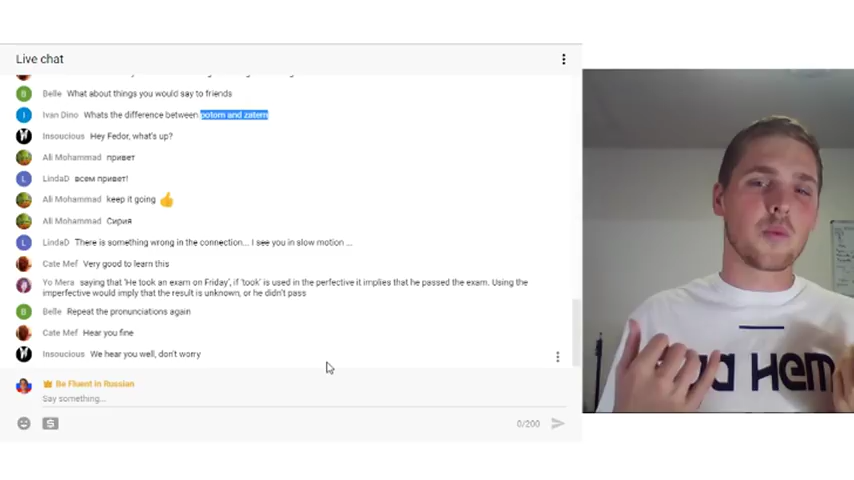 Live chat
B Belle What about things you would say to friends
I Ivan Dino Whats the difference between potom and zatem
Insoucious Hey Fedor, what's up?
Ali Mohammad привет
L LindaD всем привет!
Ali Mohammad keep it going 👍
Ali Mohammad Сирия
L LindaD There is something wrong in the connection... I see you in slow motion ...
Cate Mef Very good to learn this
Yo Mera saying that 'He took an exam on Friday', if 'took' is used in the perfective it implies that he passed the exam. Using the
imperfective would imply that the result is unknown, or he didn't pass
B Belle Repeat the pronunciations again
Cate Mef Hear you fine
Insoucious We hear you well, don't worry
Be Fluent in Russian
Say something...
0/200
нем